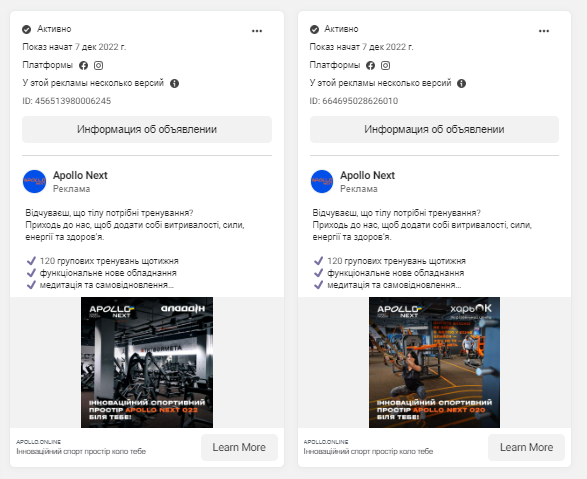 Активно
Показ начат 7 дек 2022 г.
Платформы
У этой рекламы несколько версий
ID: 456513980006245
Информация об объявлении
Apollo Next
Реклама
Відчуваєш, що тілу потрібні тренування?
Приходь до нас, щоб додати собі витривалості, сили,
енергії та здоров'я.
120 групових тренувань щотижня
функціональне нове обладнання
медитація та самовідновлення...
APOLLO NEXT
аладдін
ІННОВАЦІЙНИЙ СПОРТИВНИЙ
ПРОСТІР APOLLO NEXT 022
БІЛЯ ТЕБЕ!
APOLLO.ONLINE
Інноваційний спорт простір коло тебе
Learn More
Активно
Показ начат 7 дек 2022 г.
Платформы
У этой рекламы несколько версий
ID: 664695028626010
Информация об объявлении
Apollo Next
Реклама
Відчуваєш, що тілу потрібні тренування?
Приходь до нас, щоб додати собі витривалості, сили,
енергії та здоров'я.
120 групових тренувань щотижня
функціональне нове обладнання
медитація та самовідновлення...
APOLLO NEXT
харьОК
ІННОВАЦІЙНИЙ СПОРТИВНИЙ
ПРОСТІР APOLLO NEXT 020
БІЛЯ ТЕБЕ!
APOLLO.ONLINE
Інноваційний спорт простір коло тебе
Learn More